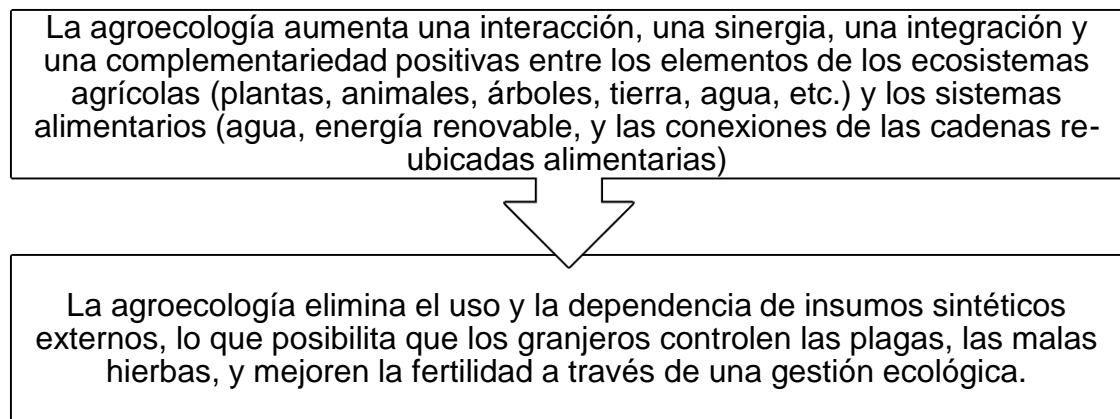 La agroecología aumenta una interacción, una sinergia, una integración y
una complementariedad positivas entre los elementos de los ecosistemas
agrícolas (plantas, animales, árboles, tierra, agua, etc.) y los sistemas
alimentarios (agua, energía renovable, y las conexiones de las cadenas re-
ubicadas alimentarias)
La agroecología elimina el uso y la dependencia de insumos sintéticos
externos, lo que posibilita que los granjeros controlen las plagas, las malas
hierbas, y mejoren la fertilidad a través de una gestión ecológica.